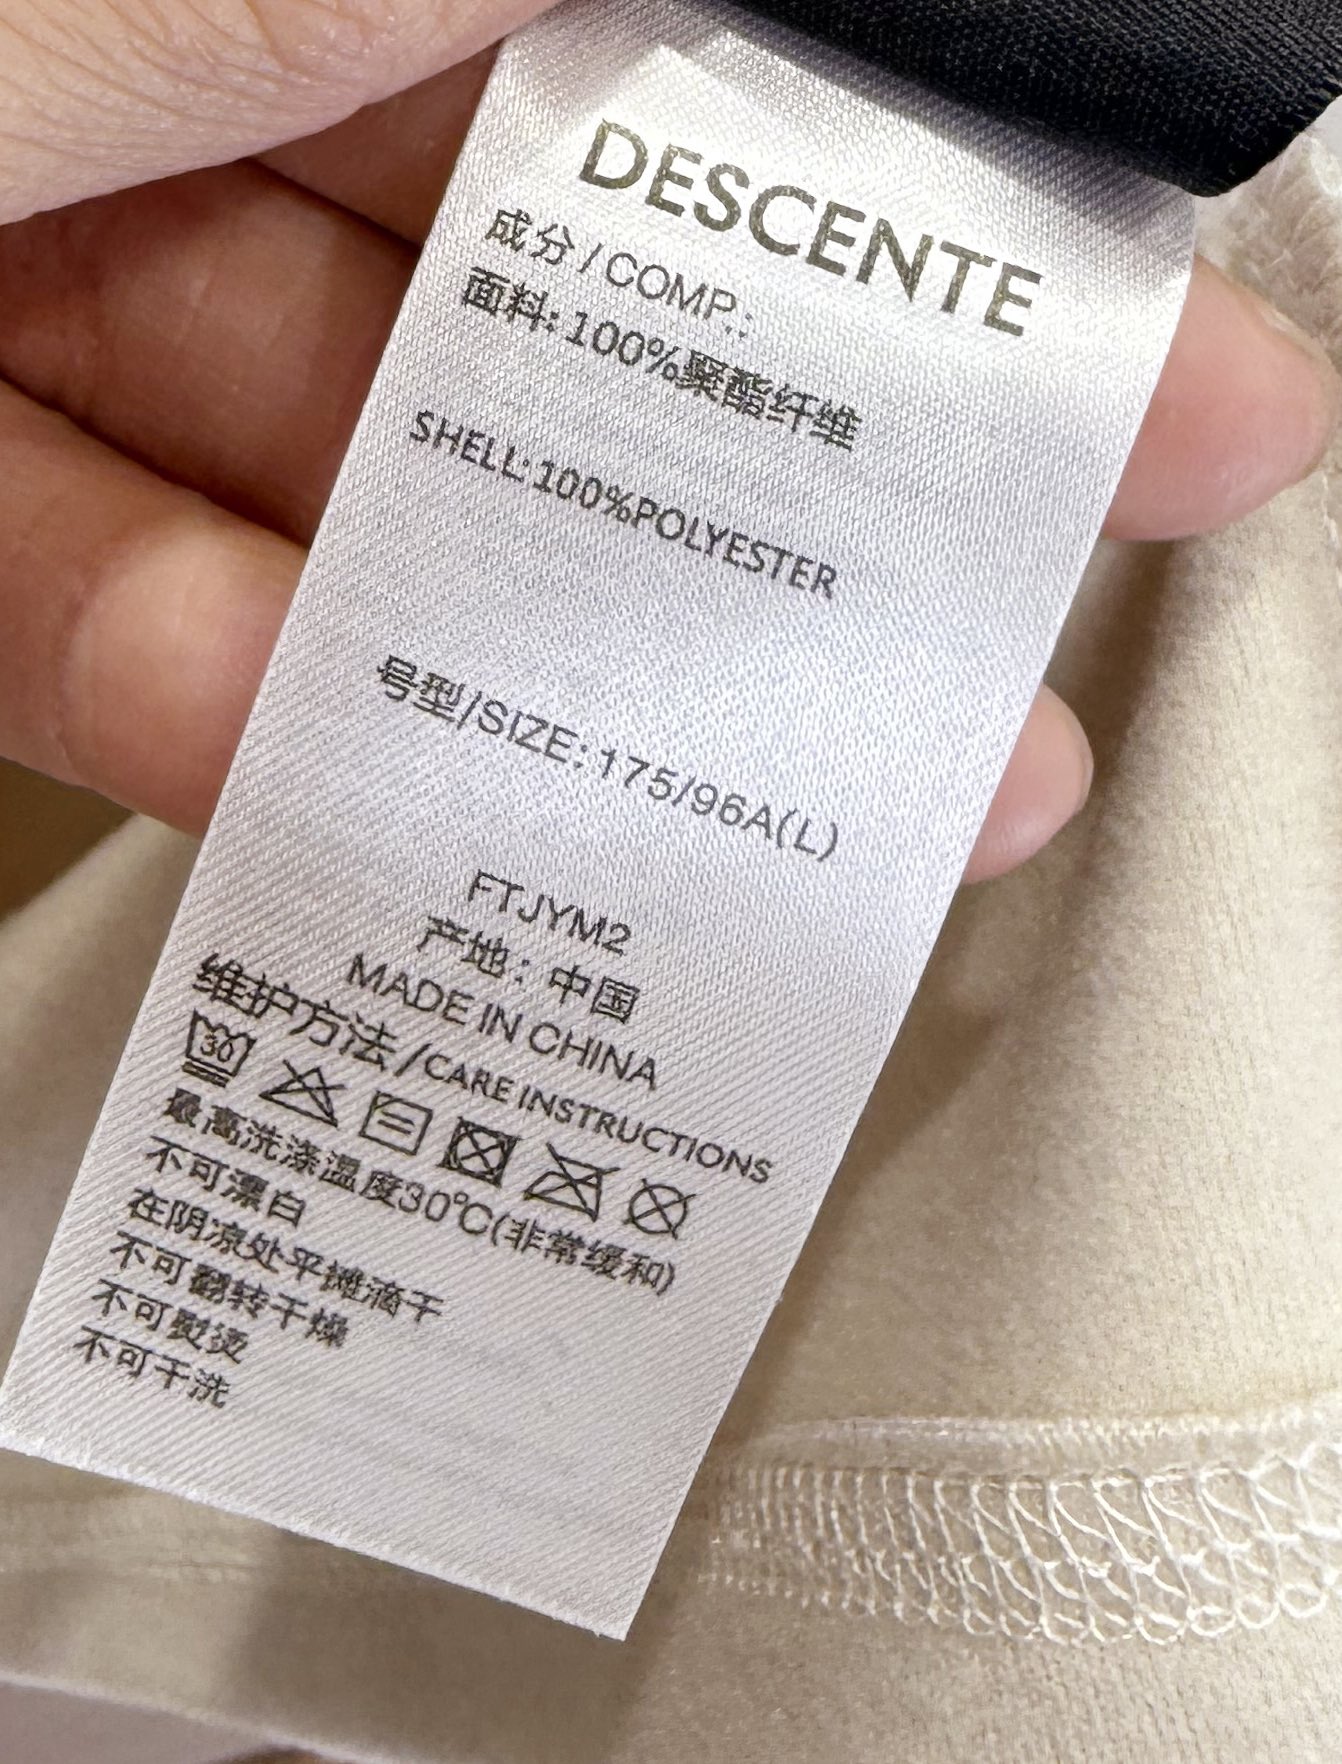 DESCENTE
成分/COMP.:
面料:100%聚酯纤维
SHELL:100%POLYESTER
号型/SIZE:175/96A(L)
FTJYM2
产地：中国
MADE IN CHINA
维护方法/CARE INSTRUCTIONS
30
最高洗涤温度30℃(非常缓和)
不可漂白
在阴凉处平摊滴干
不可翻转干燥
不可熨烫
不可干洗